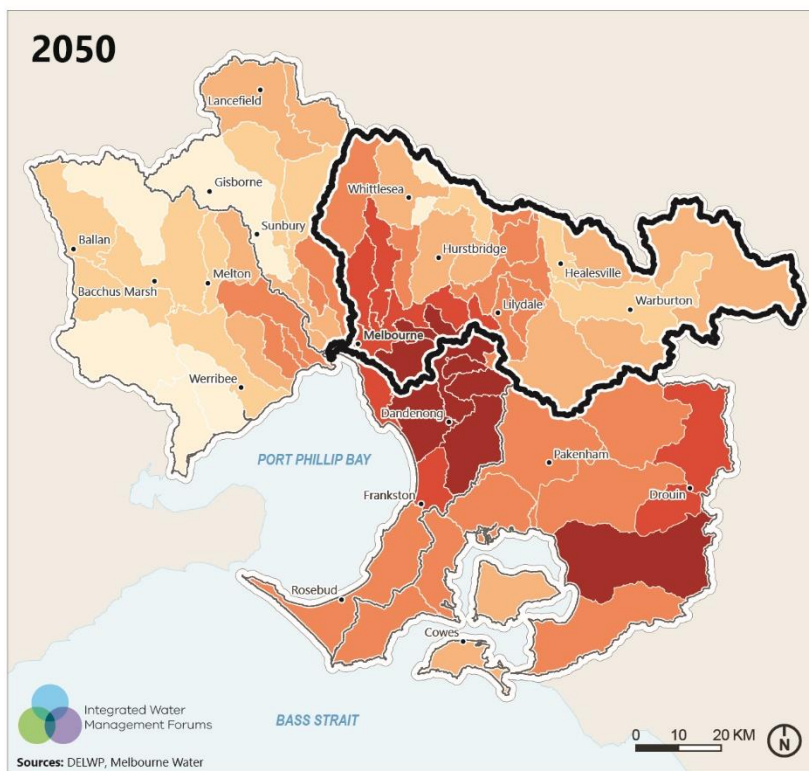 2050
Lancefield
Gisborne
Whittlesea
Sunbury
Ballan
Hurstbridge
Healesville
Melton
Bacchus Marsh
Lilydale
Warburton
Melbourne
Werribee
Dandenong
PORT PHILLIP BAY
Pakenham
Drouin
Frankston
Rosebud
Cowes
Integrated Water
Management Forums
BASS STRAIT
0 10 20 KM
N
Sources: DELWP, Melbourne Water